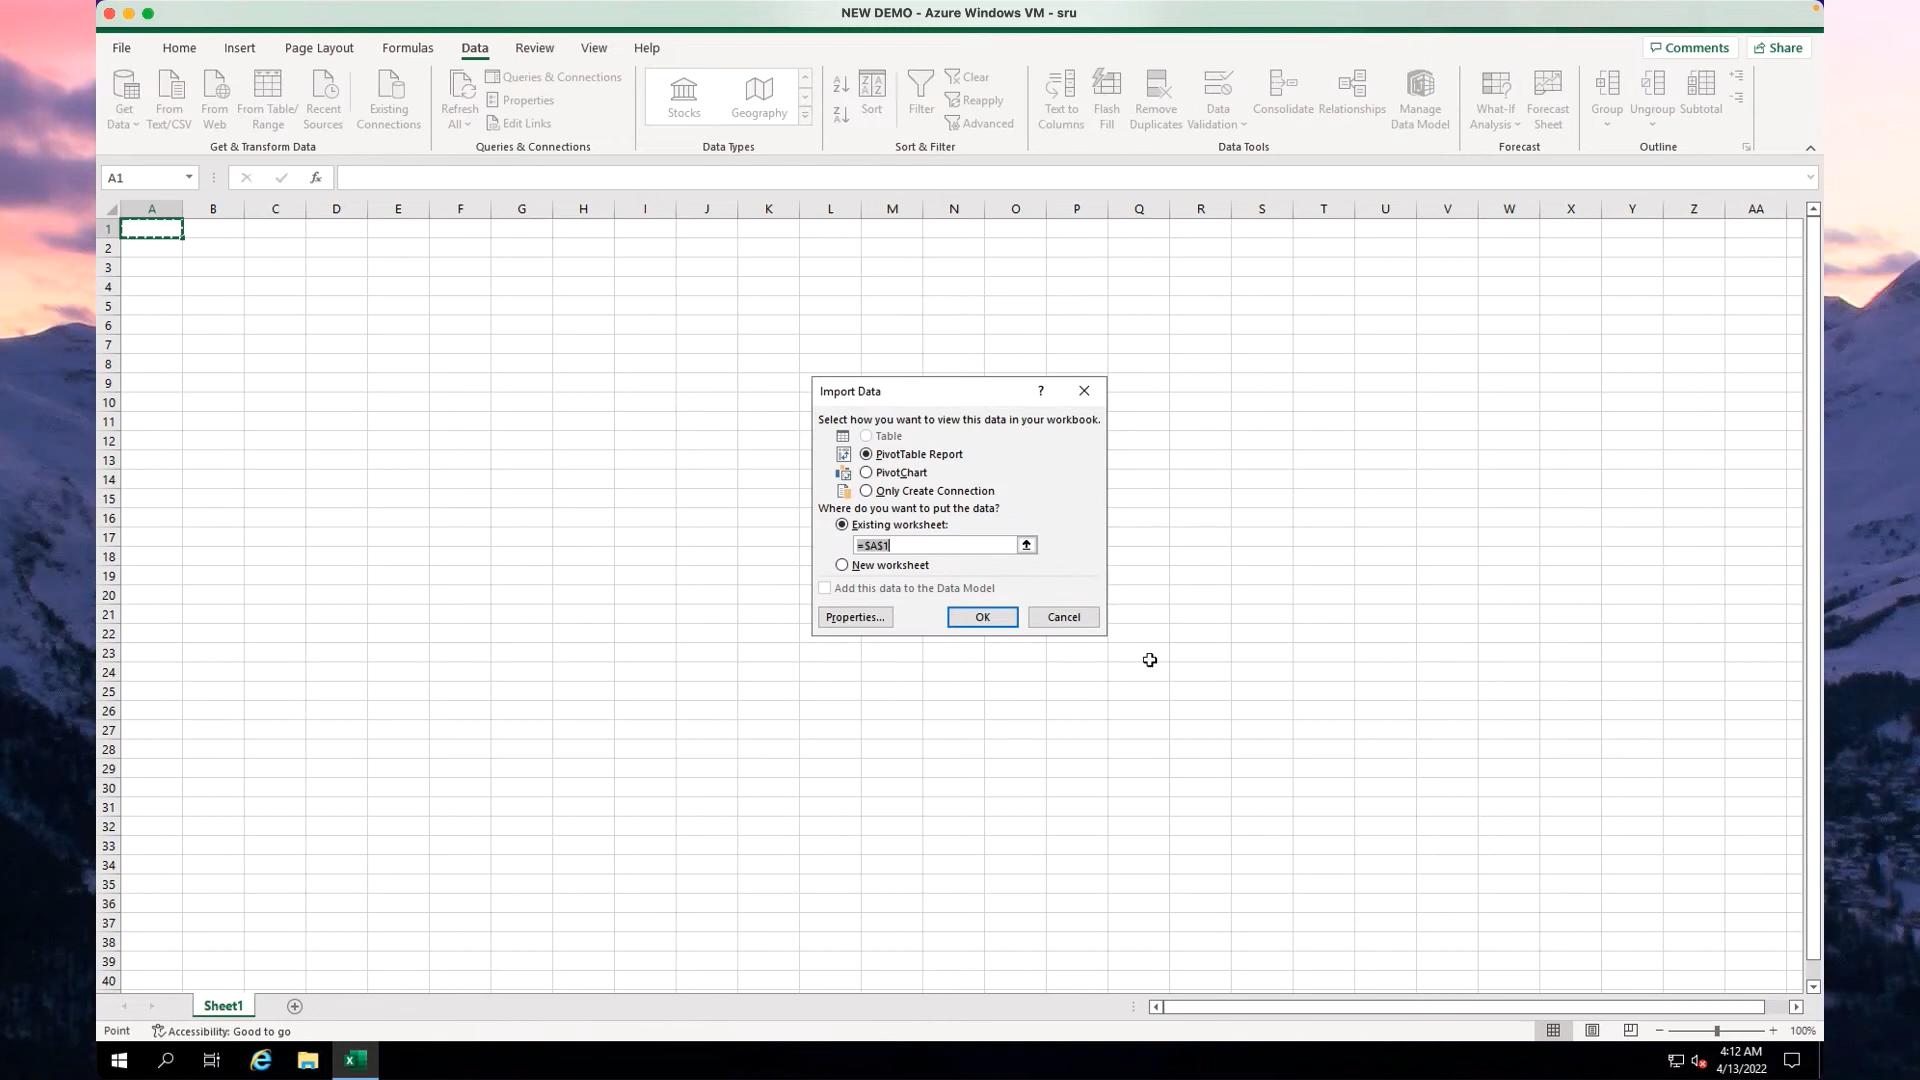 NEW DEMO - Azure Windows VM - sru
File Home Insert Page Layout Formulas Data Review View Help Comments Share
Get Data From Text/CSV From Web From Table/ Range Recent Sources Existing Connections
Get & Transform Data
Refresh All Queries & Connections
Properties
Edit Links
Queries & Connections
Stocks Geography
Data Types
Sort Filter Clear
Reapply
Advanced
Sort & Filter
Text to Columns Flash Fill Remove Duplicates Data Validation Consolidate Relationships Manage Data Model
Data Tools
What-If Analysis Forecast Sheet
Forecast
Group Ungroup Subtotal
Outline
A1 fx
A B C D E F G H I J K L M N O P Q R S T U V W X Y Z AA
1
2
3
4
5
6
7
8
9
10
11
12
13
14
15
16
17
18
19
20
21
22
23
24
25
26
27
28
29
30
31
32
33
34
35
36
37
38
39
40
Import Data ?
Select how you want to view this data in your workbook.
Table
PivotTable Report
PivotChart
Only Create Connection
Where do you want to put the data?
Existing worksheet:
=$A$1
New worksheet
Add this data to the Data Model
Properties... OK Cancel
Sheet1
Point Accessibility: Good to go 100%
4:12 AM
4/13/2022